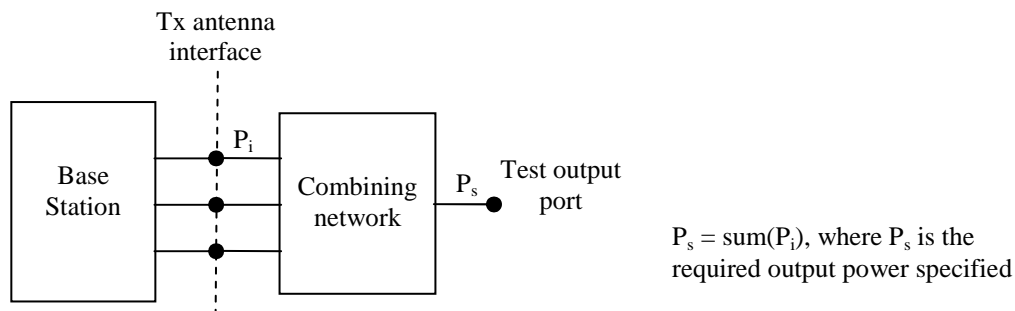 Tx antenna
interface
Base
Station
P_i
Combining
network
P_s
Test output
port
P_s = sum(P_i), where P_s is the
required output power specified